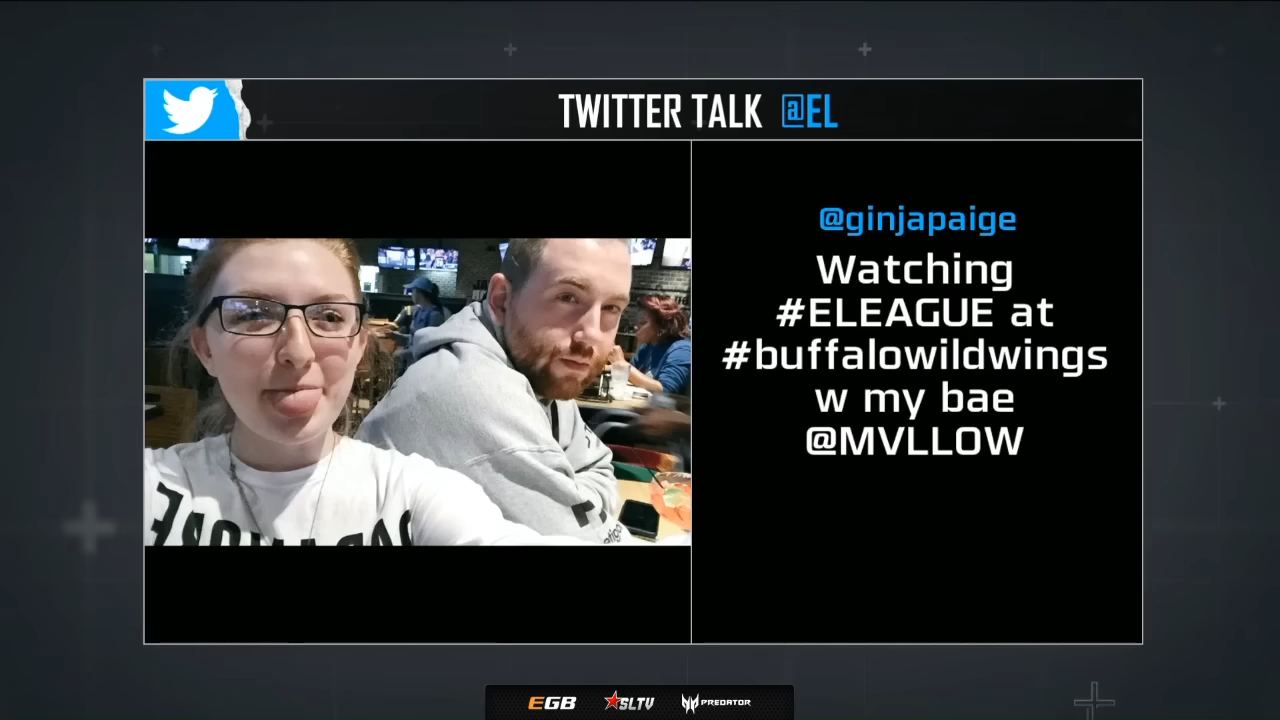 TWITTER TALK @EL
@ginjapaige
Watching
#ELEAGUE at
#buffalowildwings
w my bae
@MVLLOW
EGB SLTV PREDATOR